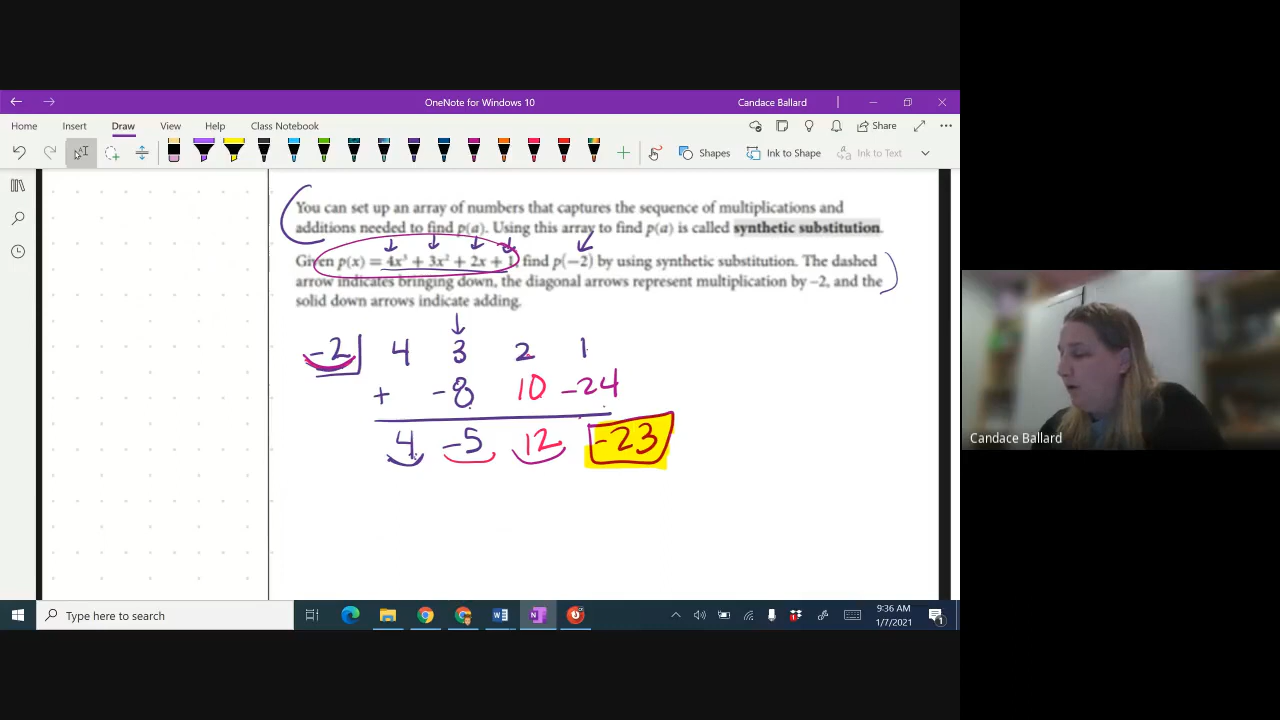 OneNote for Windows 10
Candace Ballard
Home Insert Draw View Help Class Notebook
Share
Shapes Ink to Shape Ink to Text
You can set up an array of numbers that captures the sequence of multiplications and
additions needed to find p(a). Using this array to find p(a) is called synthetic substitution.
Given p(x) = 4x³ + 3x² + 2x + 1, find p(−2) by using synthetic substitution. The dashed
arrow indicates bringing down, the diagonal arrows represent multiplication by −2, and the
solid down arrows indicate adding.
-2 4 3 2 1
+ -8 10 -24
4 -5 12 -23
Candace Ballard
Type here to search
9:36 AM
1/7/2021